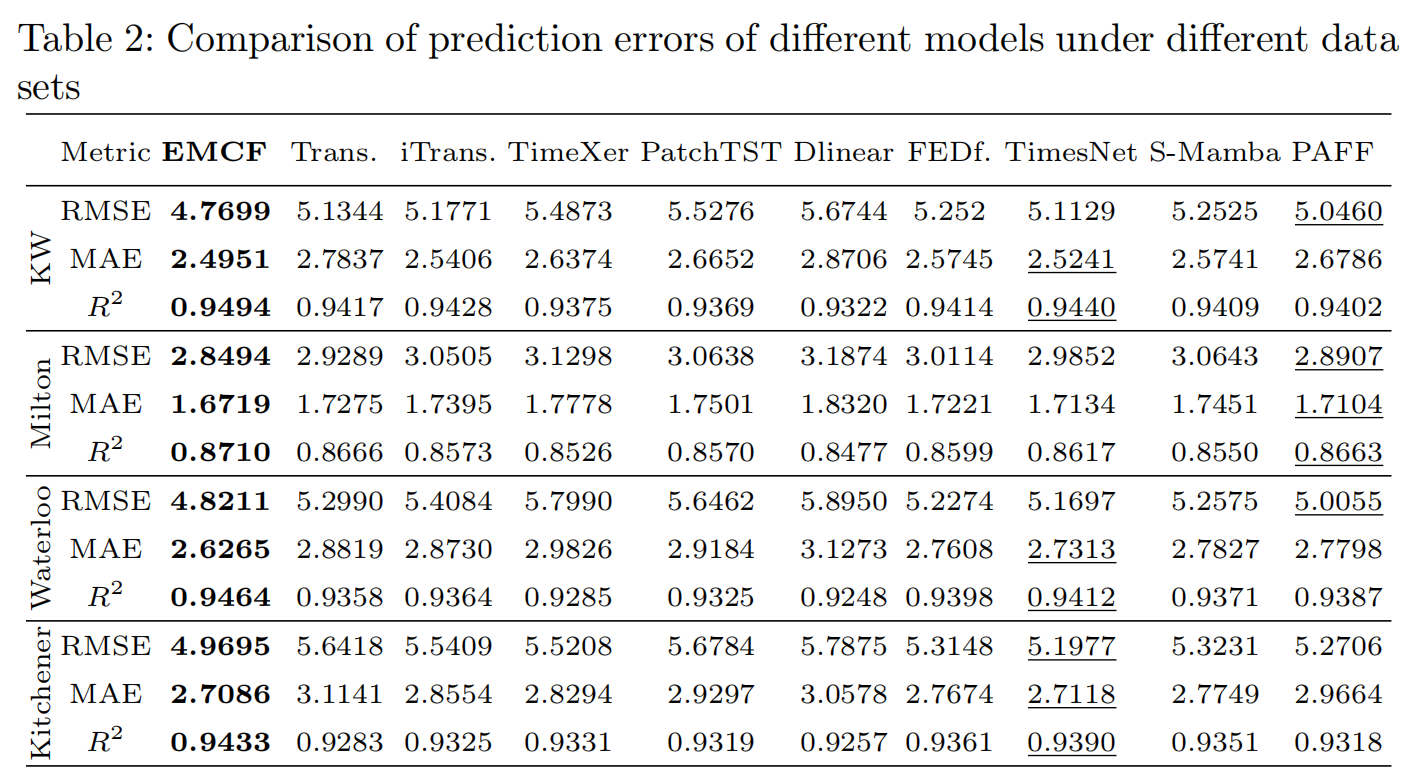 Table 2: Comparison of prediction errors of different models under different data
sets
Metric EMCF Trans. iTrans. TimeXer PatchTST Dlinear FEDf. TimesNet S-Mamba PAFF
KW
RMSE 4.7699 5.1344 5.1771 5.4873 5.5276 5.6744 5.252 5.1129 5.2525 5.0460
MAE 2.4951 2.7837 2.5406 2.6374 2.6652 2.8706 2.5745 2.5241 2.5741 2.6786
R² 0.9494 0.9417 0.9428 0.9375 0.9369 0.9322 0.9414 0.9440 0.9409 0.9402
Milton
RMSE 2.8494 2.9289 3.0505 3.1298 3.0638 3.1874 3.0114 2.9852 3.0643 2.8907
MAE 1.6719 1.7275 1.7395 1.7778 1.7501 1.8320 1.7221 1.7134 1.7451 1.7104
R² 0.8710 0.8666 0.8573 0.8526 0.8570 0.8477 0.8599 0.8617 0.8550 0.8663
Waterloo
RMSE 4.8211 5.2990 5.4084 5.7990 5.6462 5.8950 5.2274 5.1697 5.2575 5.0055
MAE 2.6265 2.8819 2.8730 2.9826 2.9184 3.1273 2.7608 2.7313 2.7827 2.7798
R² 0.9464 0.9358 0.9364 0.9285 0.9325 0.9248 0.9398 0.9412 0.9371 0.9387
Kitchener
RMSE 4.9695 5.6418 5.5409 5.5208 5.6784 5.7875 5.3148 5.1977 5.3231 5.2706
MAE 2.7086 3.1141 2.8554 2.8294 2.9297 3.0578 2.7674 2.7118 2.7749 2.9664
R² 0.9433 0.9283 0.9325 0.9331 0.9319 0.9257 0.9361 0.9390 0.9351 0.9318